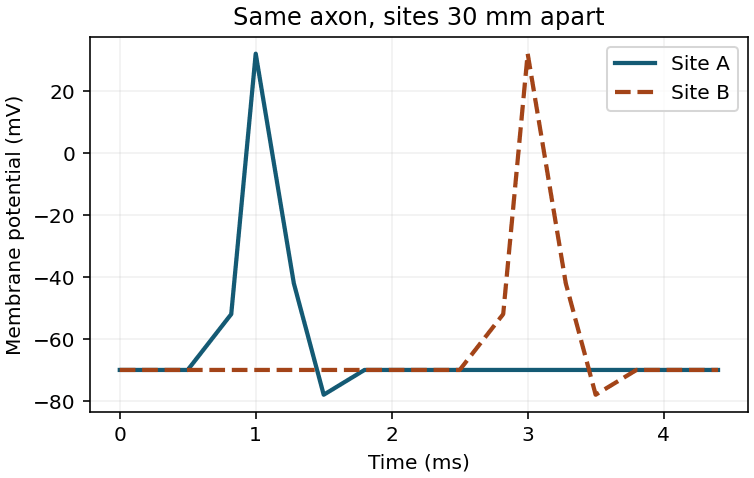 Same axon, sites 30 mm apart
Site A
Site B
Membrane potential (mV)
20
0
−20
−40
−60
−80
0 1 2 3 4
Time (ms)